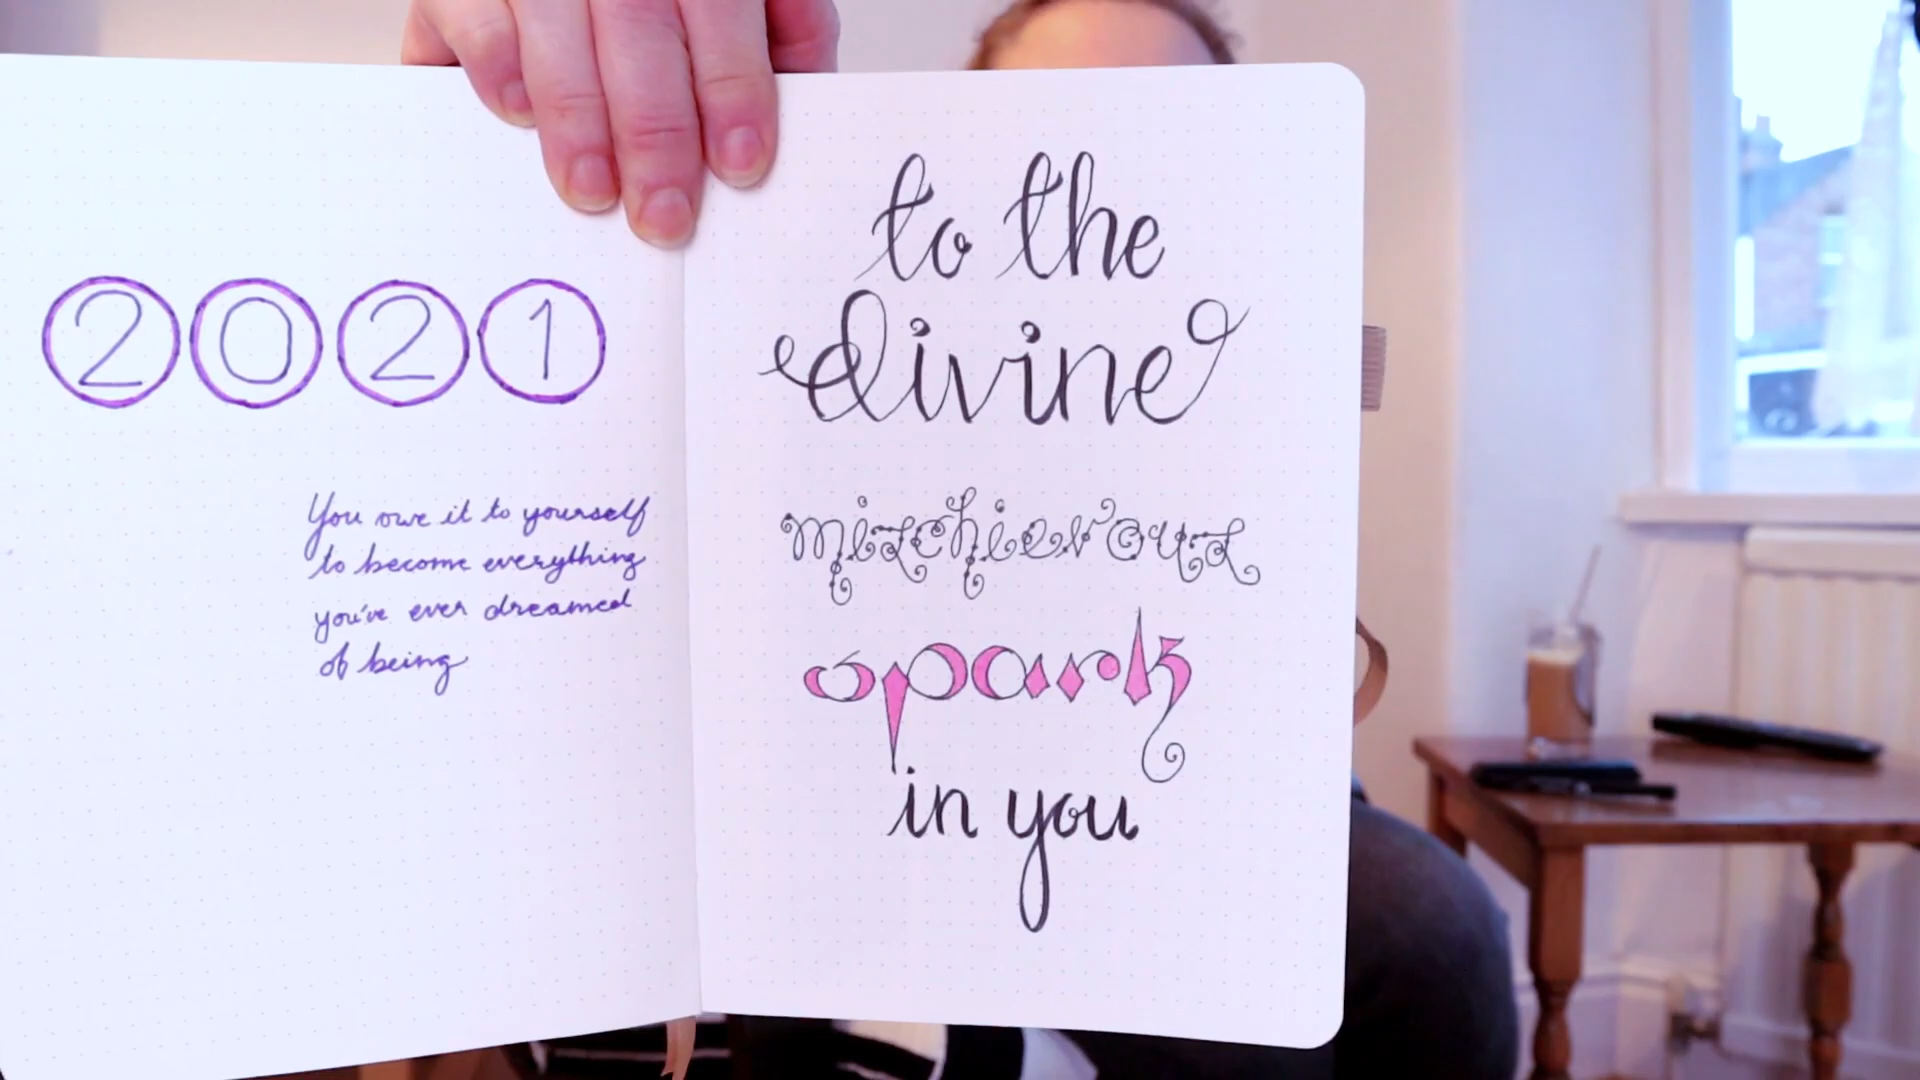 2021
You owe it to yourself
to become everything
you've ever dreamed
of being
to the
divine
mischievous
spark
in you